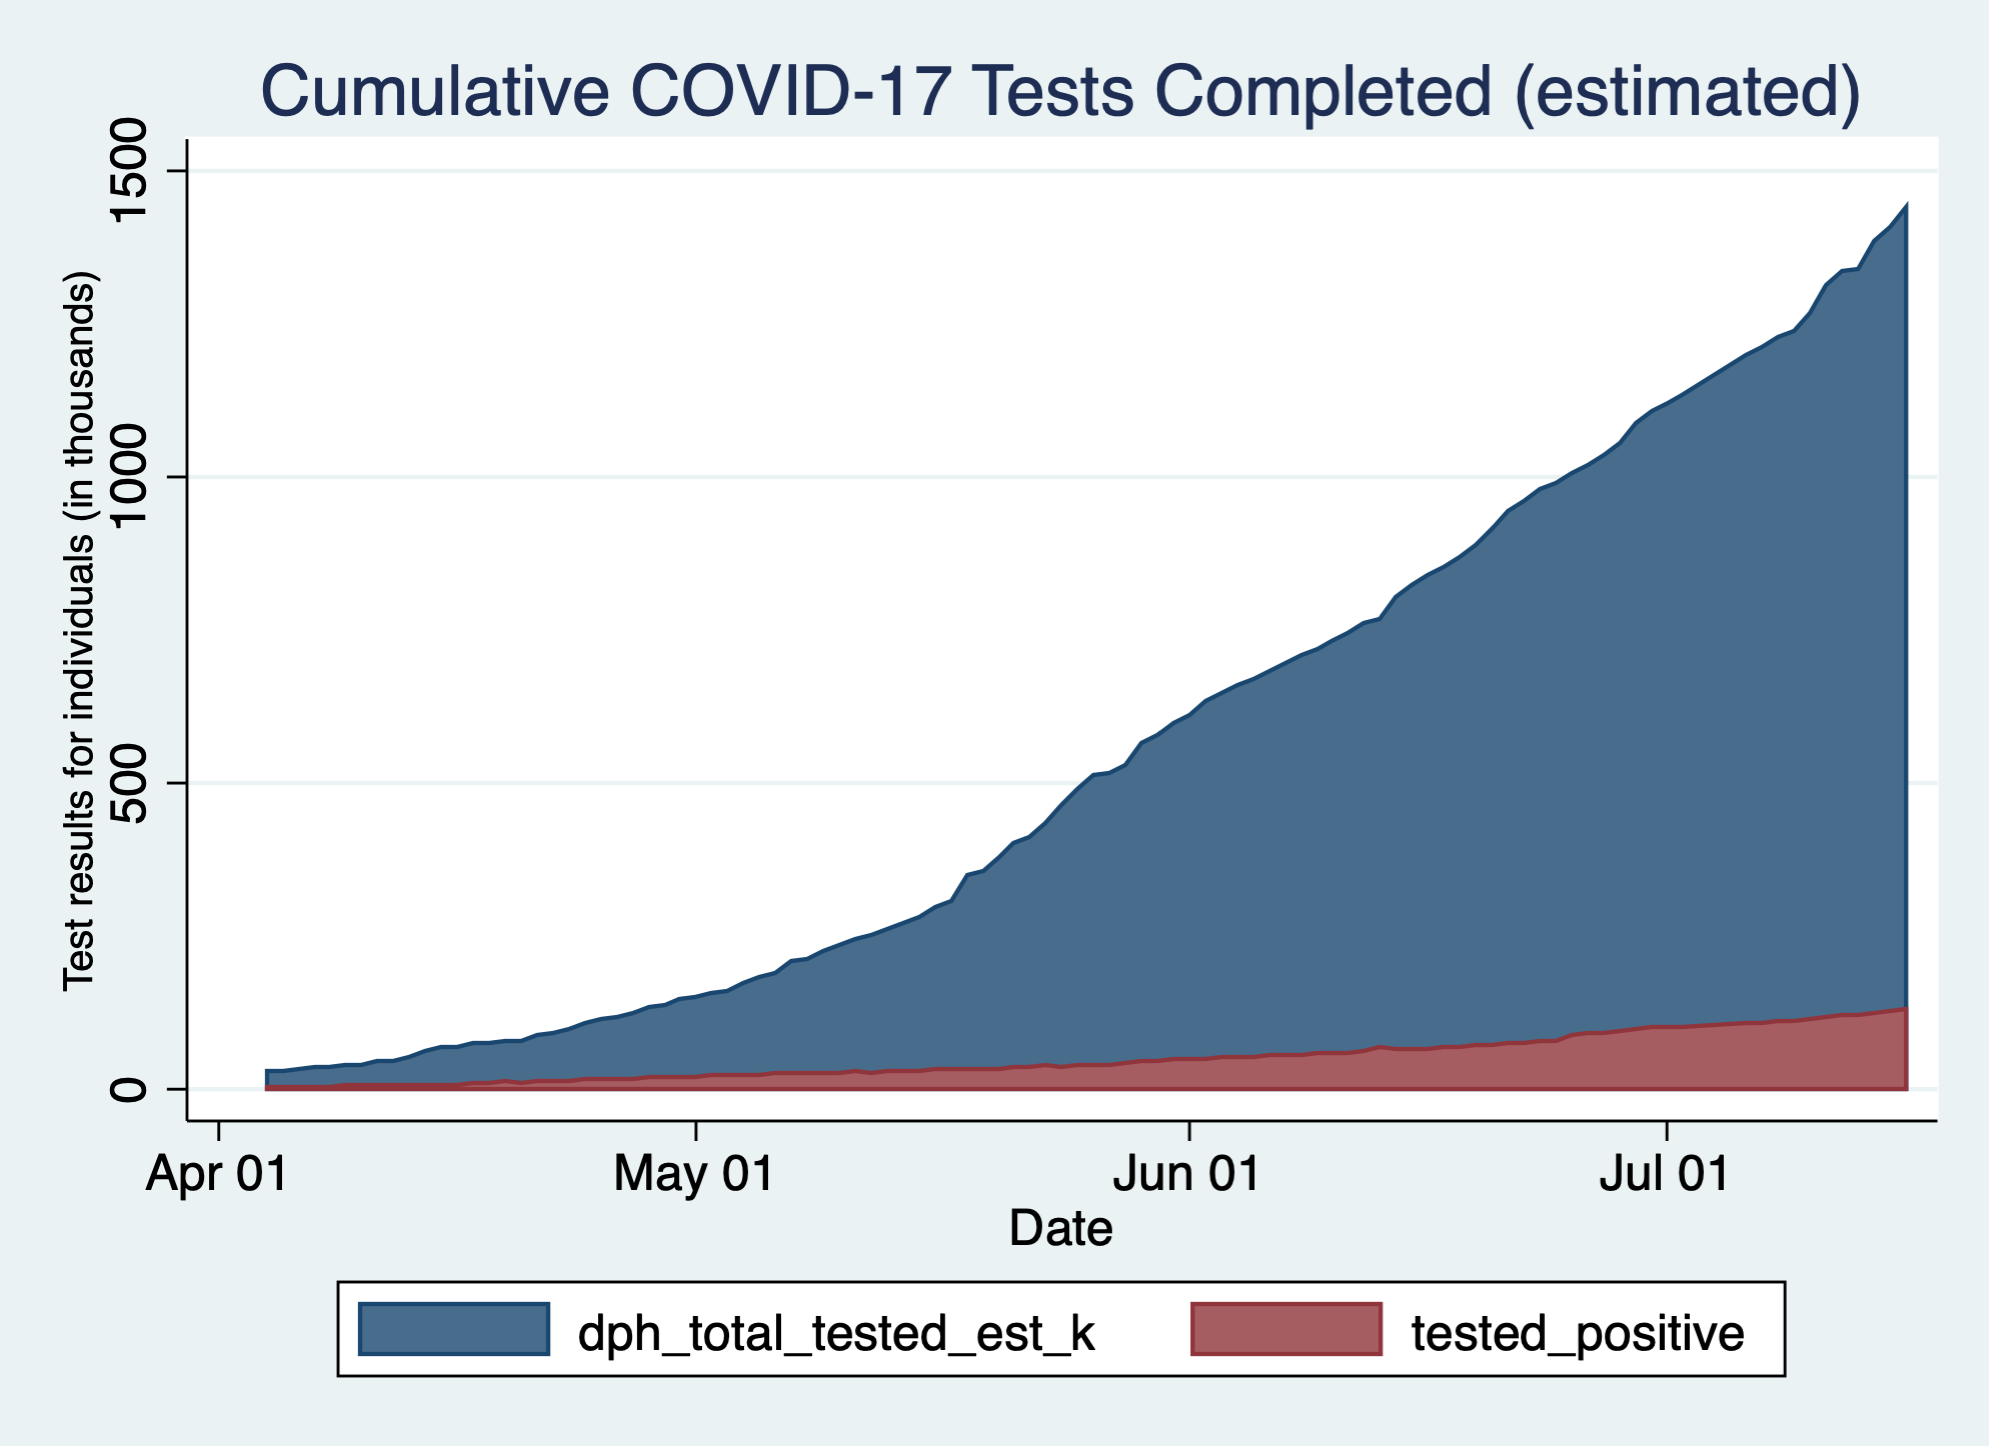 Cumulative COVID-17 Tests Completed (estimated)
Test results for individuals (in thousands)
1500
1000
500
0
Apr 01 May 01 Jun 01 Jul 01
Date
dph_total_tested_est_k tested_positive